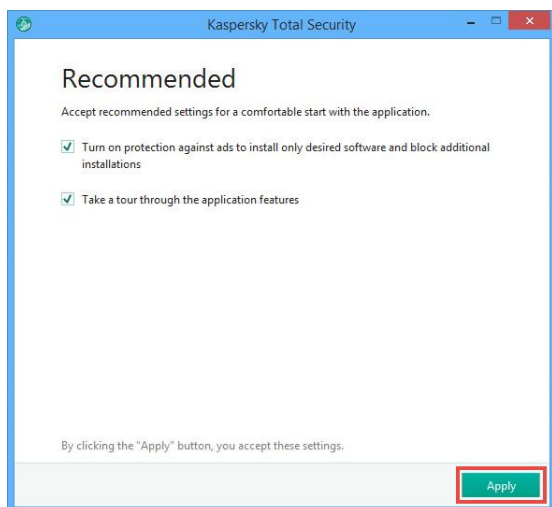 Kaspersky Total Security
Recommended
Accept recommended settings for a comfortable start with the application.
Turn on protection against ads to install only desired software and block additional
installations
Take a tour through the application features
By clicking the "Apply" button, you accept these settings.
Apply